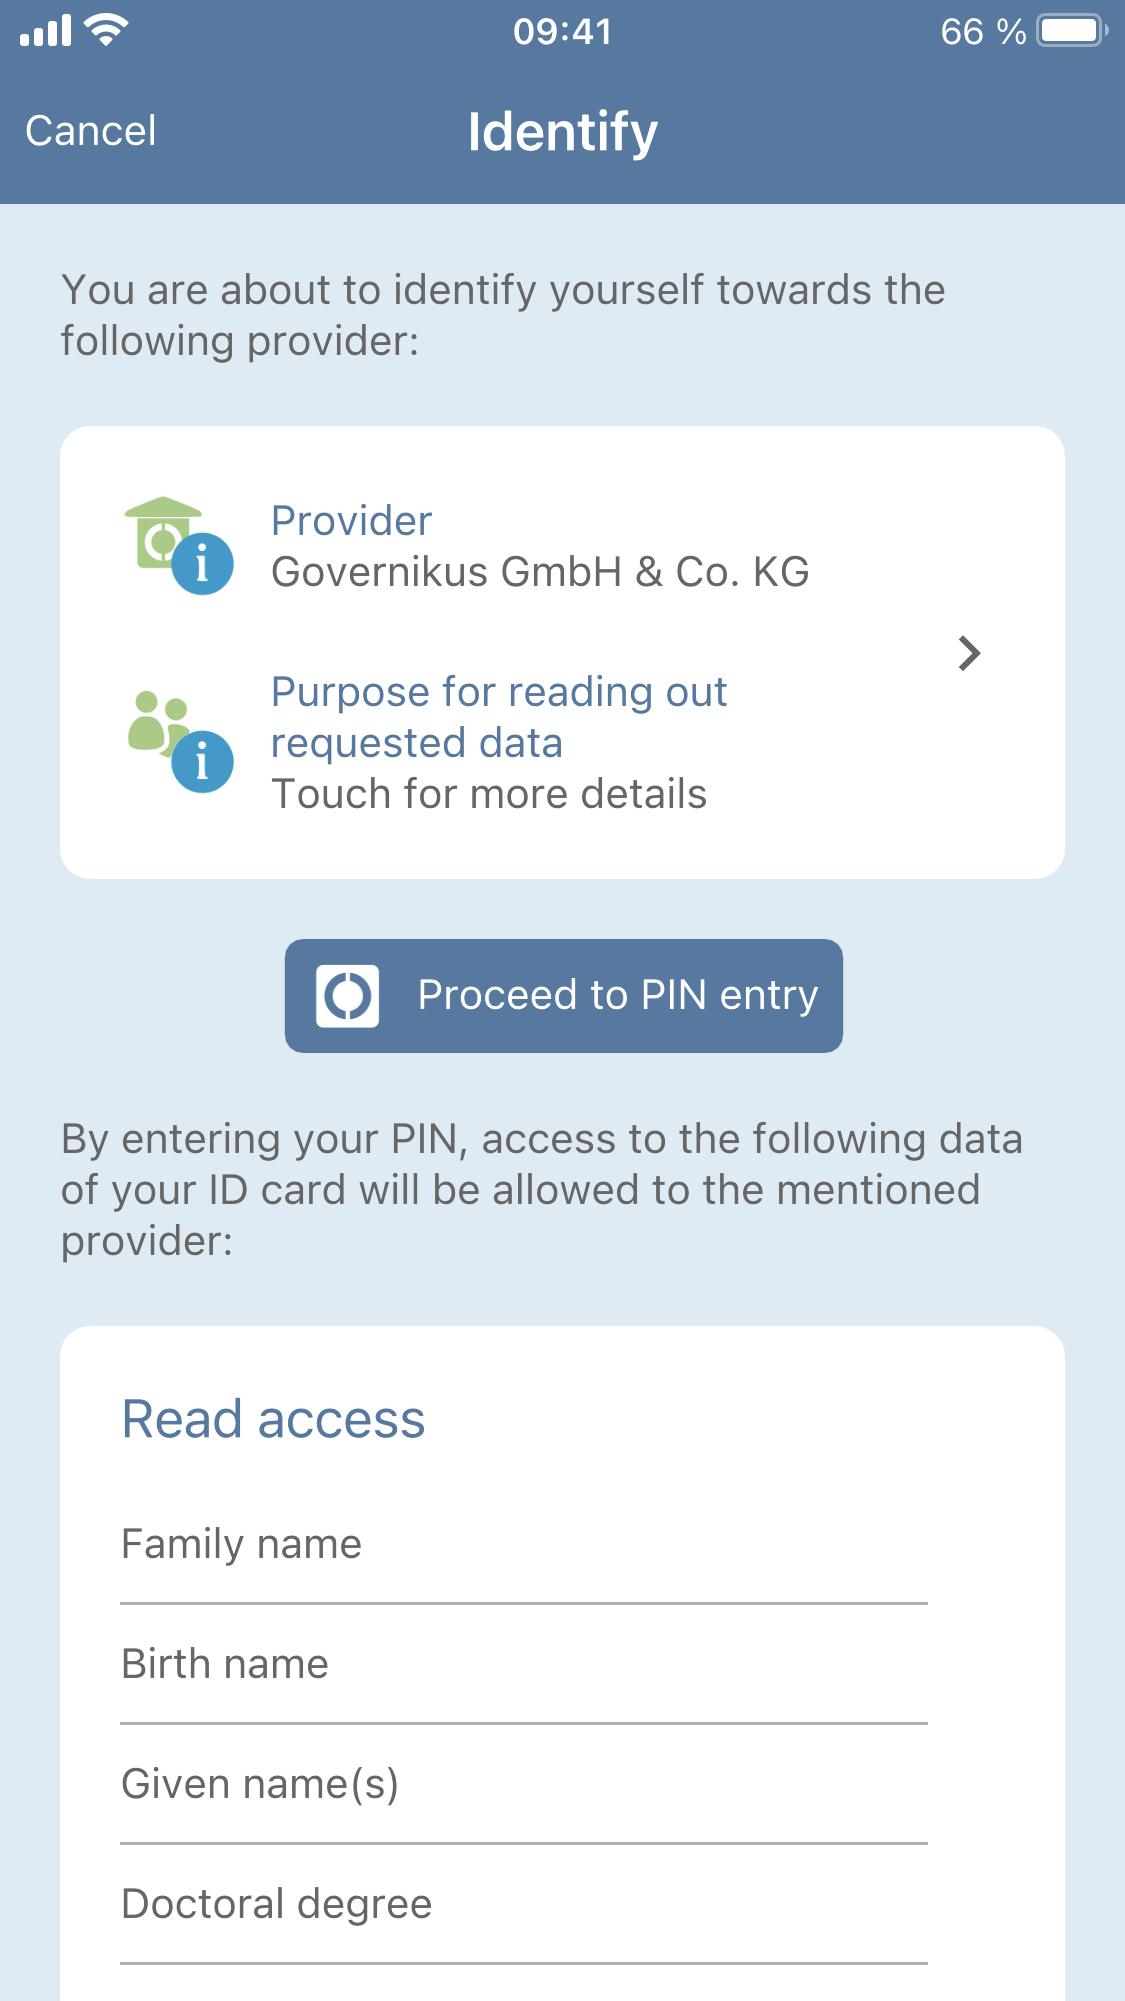 09:41
66 %
Cancel
Identify
You are about to identify yourself towards the
following provider:
Provider
Governikus GmbH & Co. KG
Purpose for reading out
requested data
Touch for more details
Proceed to PIN entry
By entering your PIN, access to the following data
of your ID card will be allowed to the mentioned
provider:
Read access
Family name
Birth name
Given name(s)
Doctoral degree